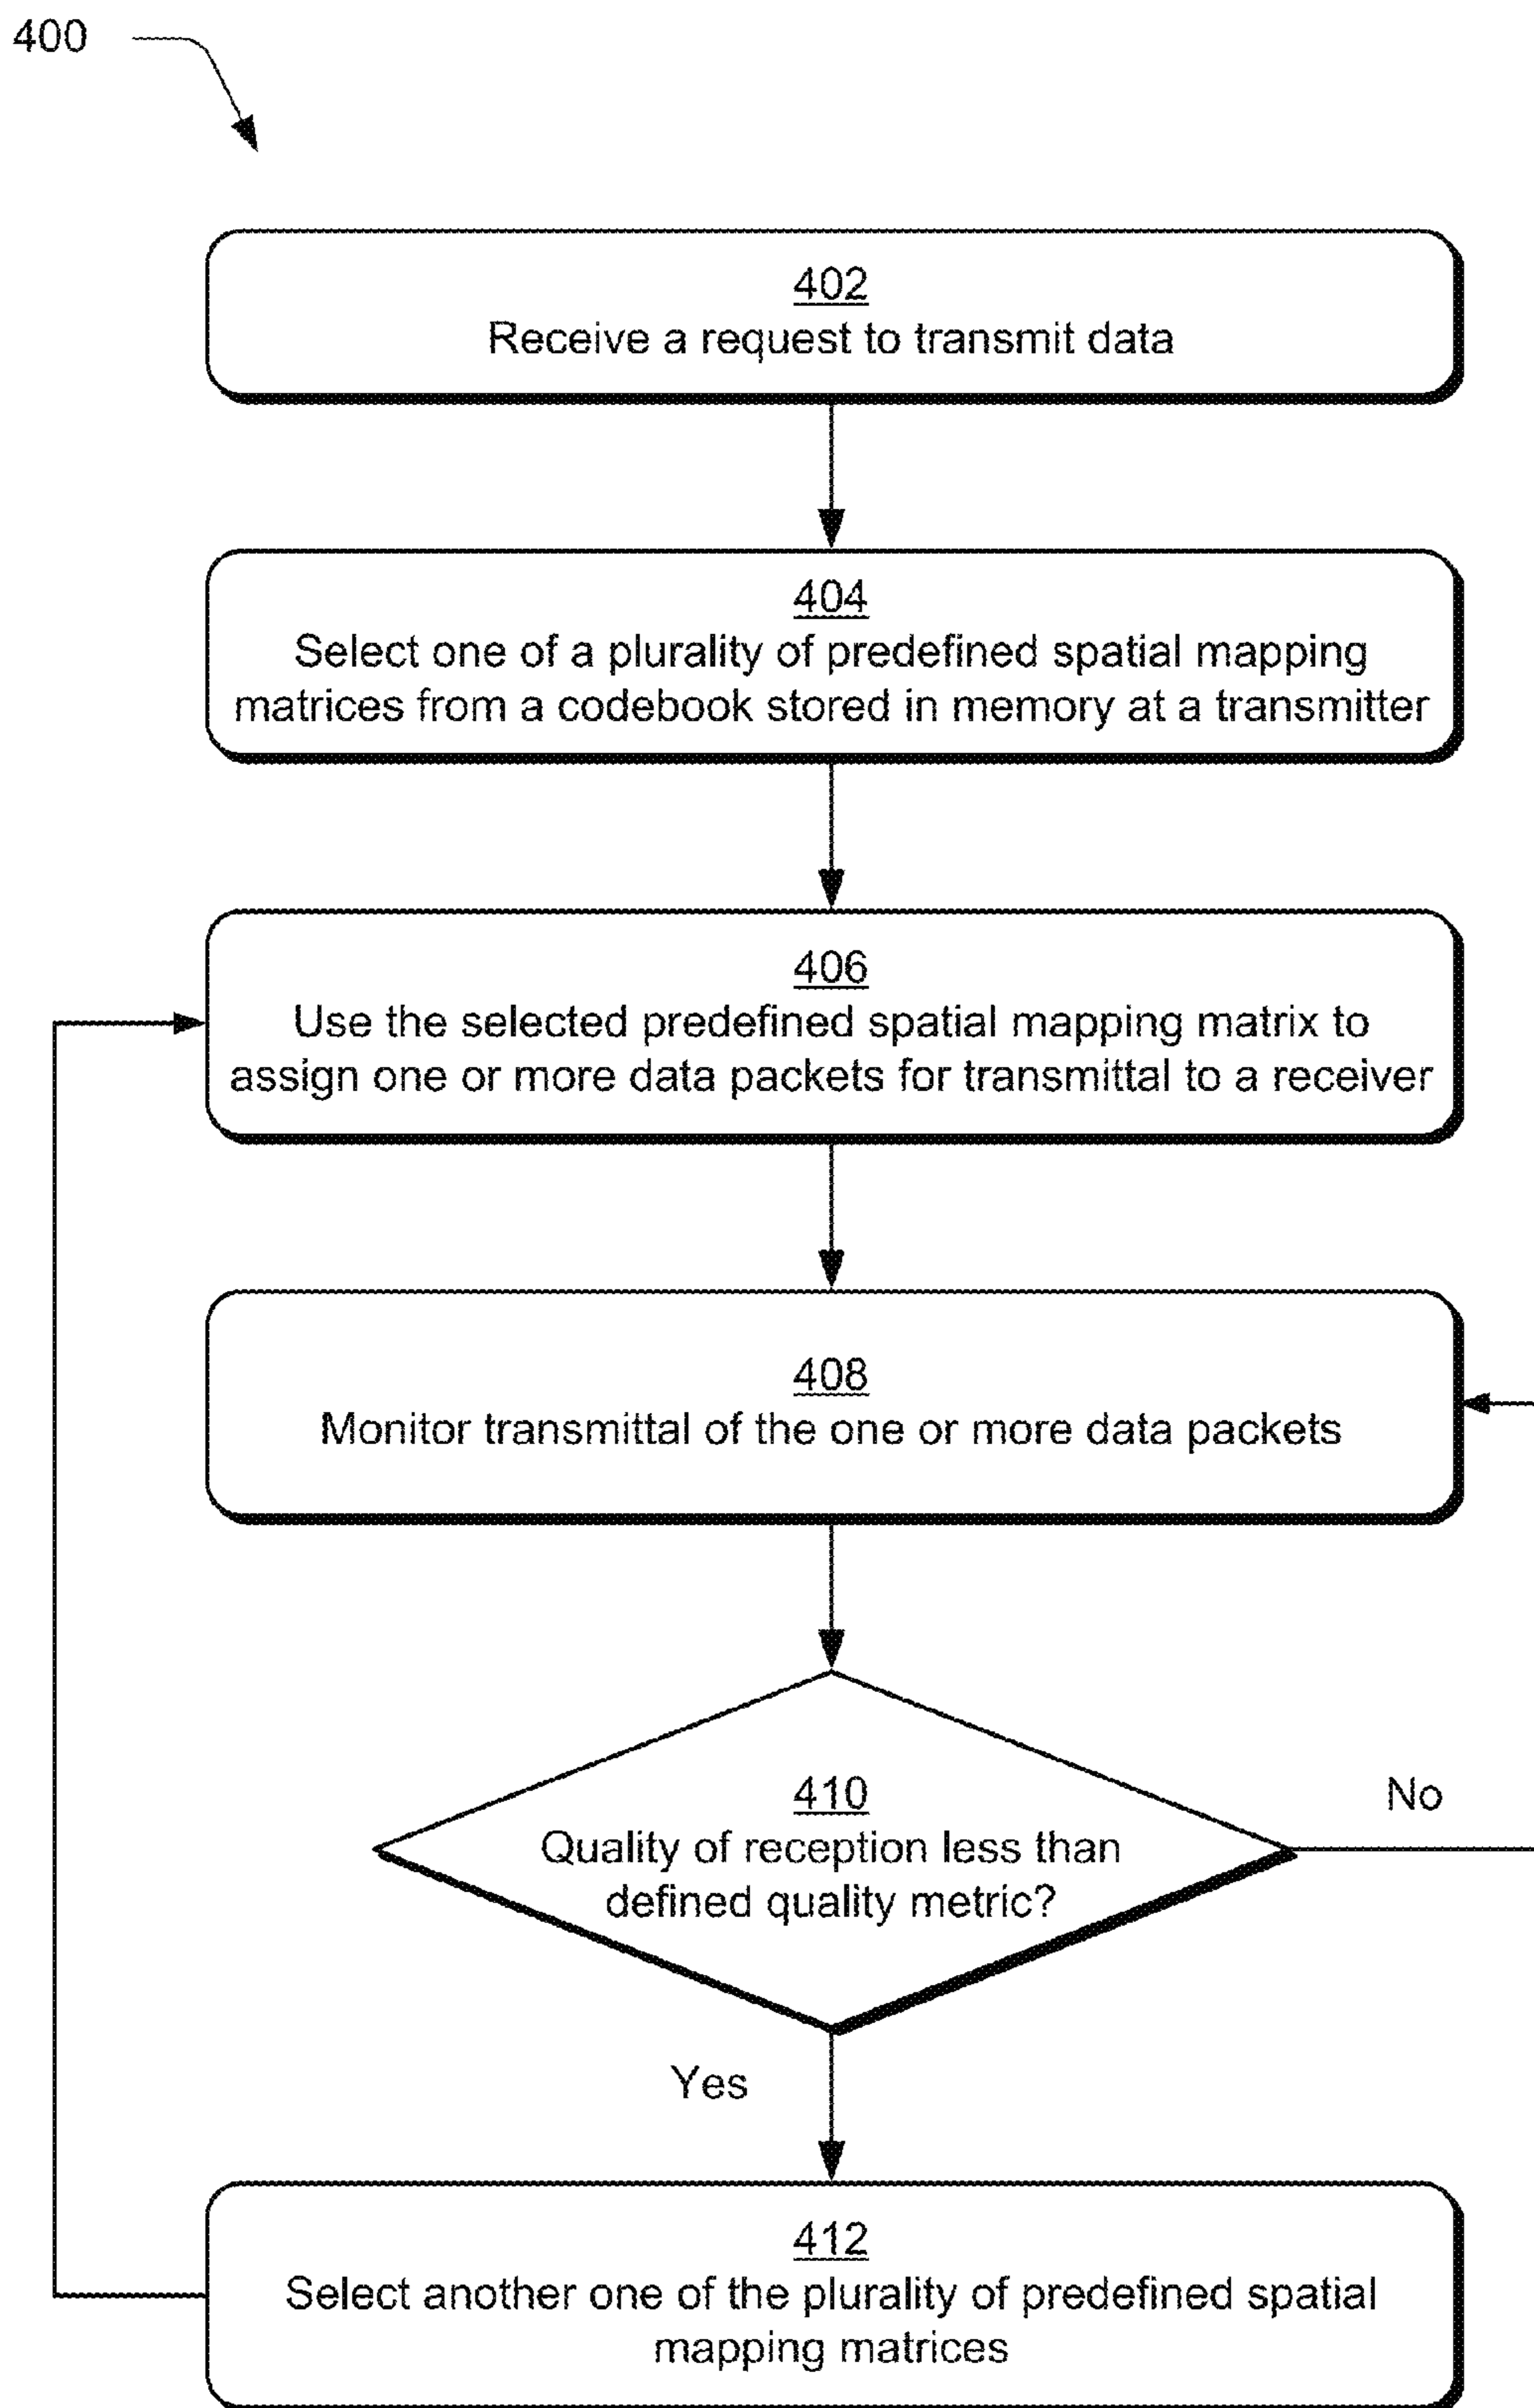 400
402
Receive a request to transmit data
404
Select one of a plurality of predefined spatial mapping
matrices from a codebook stored in memory at a transmitter
406
Use the selected predefined spatial mapping matrix to
assign one or more data packets for transmittal to a receiver
408
Monitor transmittal of the one or more data packets
410
Quality of reception less than
defined quality metric?
No
Yes
412
Select another one of the plurality of predefined spatial
mapping matrices